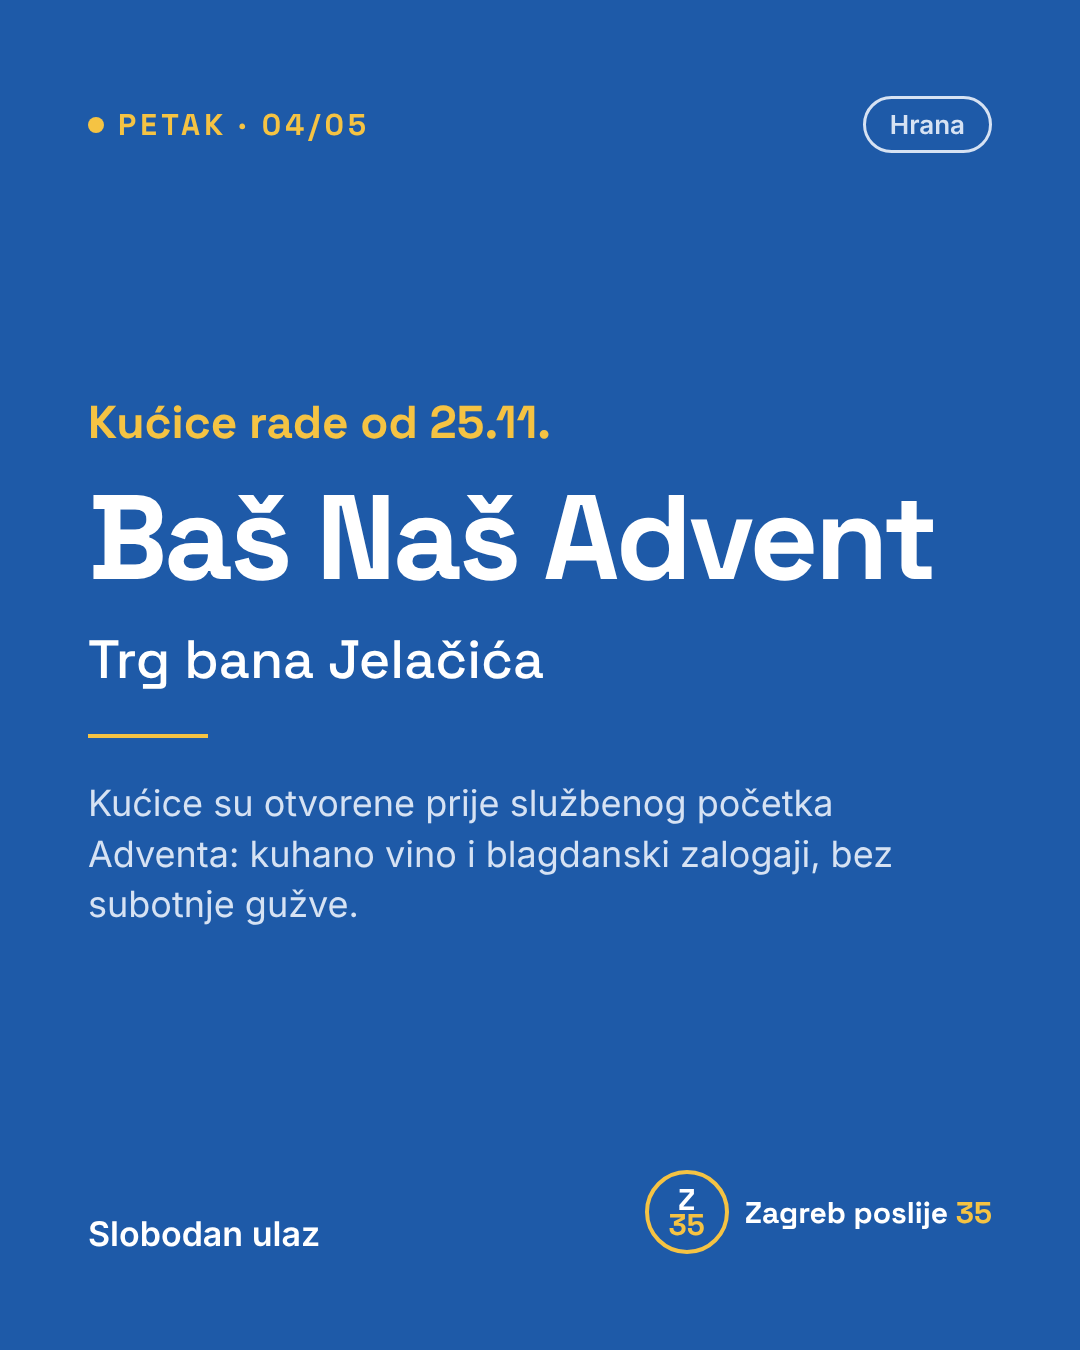 PETAK · 04/05
Hrana
Kućice rade od 25.11.
Baš Naš Advent
Trg bana Jelačića
Kućice su otvorene prije službenog početka
Adventa: kuhano vino i blagdanski zalogaji, bez
subotnje gužve.
Slobodan ulaz
Z
35
Zagreb poslije 35